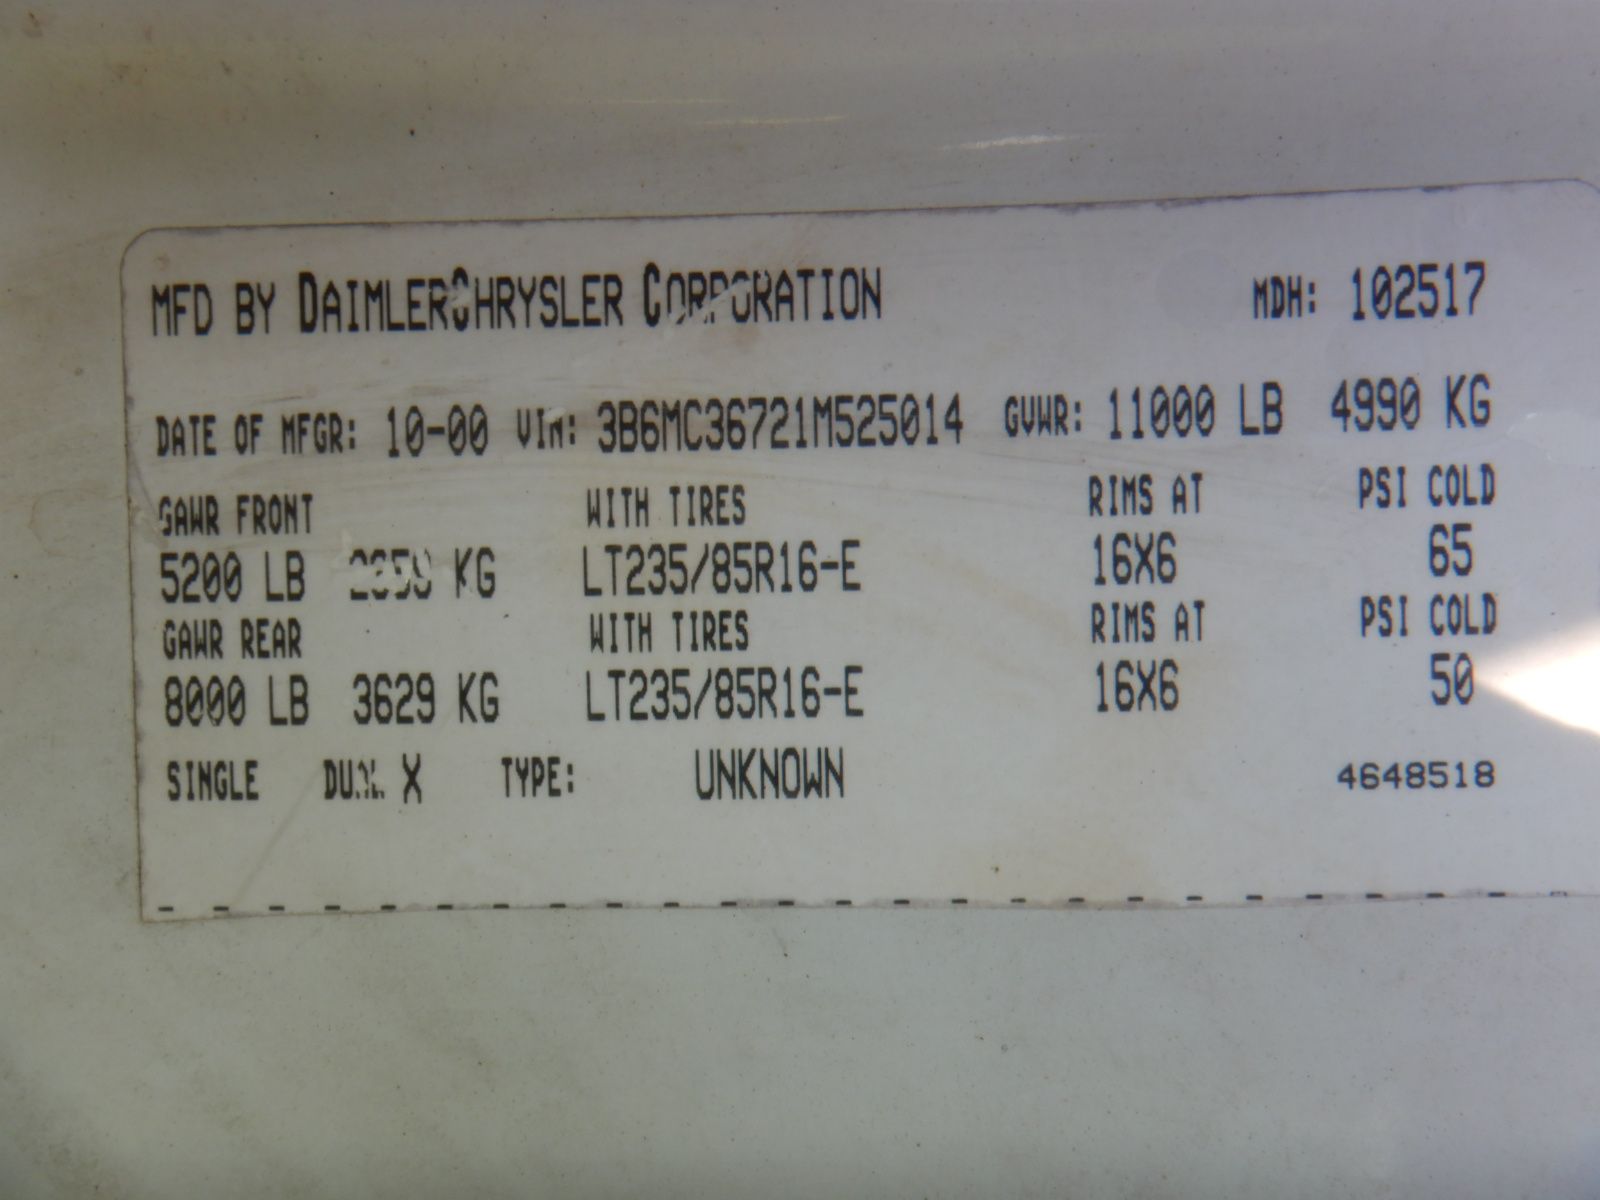 MFD BY DAIMLERCHRYSLER CORPORATION MDH: 102517
DATE OF MFGR: 10-00 VIN: 3B6MC36721M525014 GVWR: 11000 LB 4990 KG
GAWR FRONT WITH TIRES RIMS AT PSI COLD
5200 LB 2359 KG LT235/85R16-E 16X6 65
GAWR REAR WITH TIRES RIMS AT PSI COLD
8000 LB 3629 KG LT235/85R16-E 16X6 50
SINGLE DUAL X TYPE: UNKNOWN 4648518